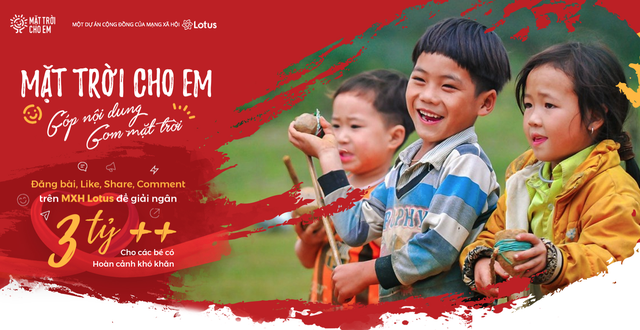 MẶT TRỜI
CHO EM
MỘT DỰ ÁN CỘNG ĐỒNG CỦA MẠNG XÃ HỘI Lotus
MẶT TRỜI CHO EM
Góp nội dung
Gom mặt trời
Đăng bài, Like, Share, Comment
trên MXH Lotus để giải ngân
3 tỷ ++
Cho các bé có
Hoàn cảnh khó khăn